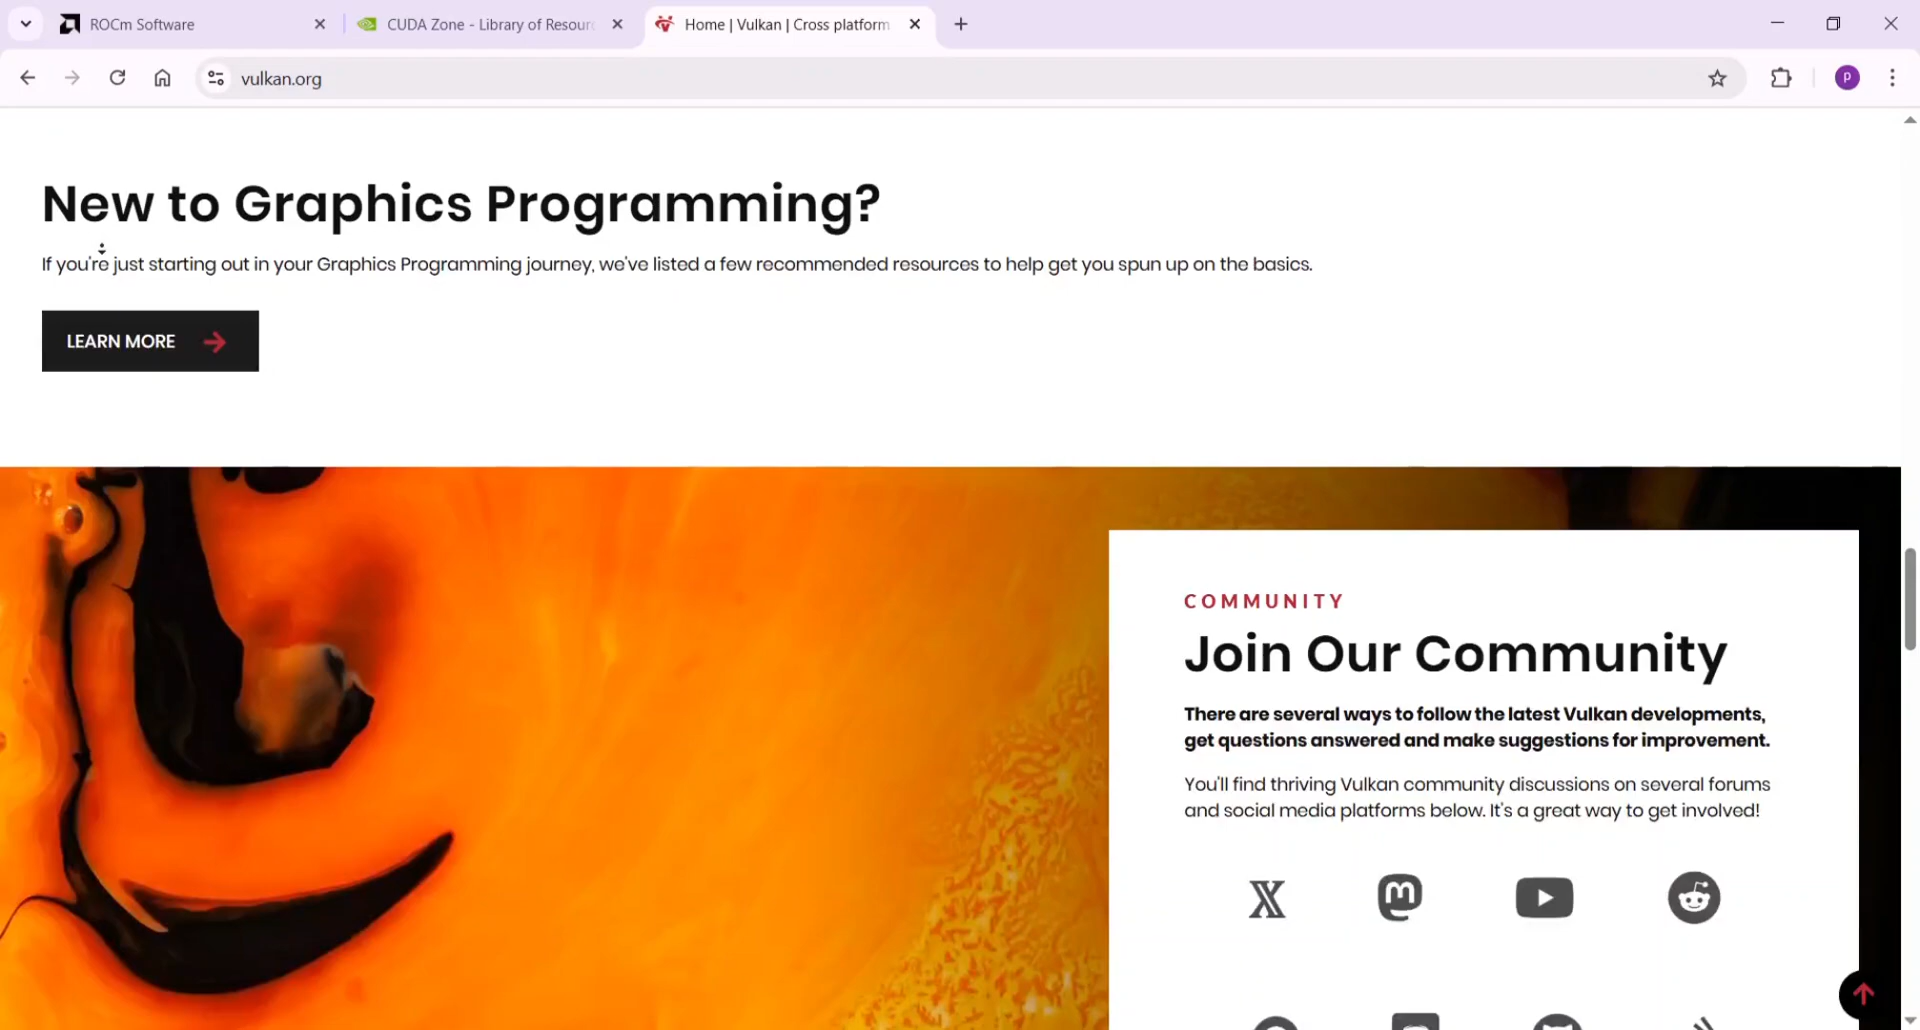 ROCm Software
CUDA Zone - Library of Resour
Home | Vulkan | Cross platform
vulkan.org
P
New to Graphics Programming?
If you're just starting out in your Graphics Programming journey, we've listed a few recommended resources to help get you spun up on the basics.
LEARN MORE
COMMUNITY
Join Our Community
There are several ways to follow the latest Vulkan developments,
get questions answered and make suggestions for improvement.
You'll find thriving Vulkan community discussions on several forums
and social media platforms below. It's a great way to get involved!